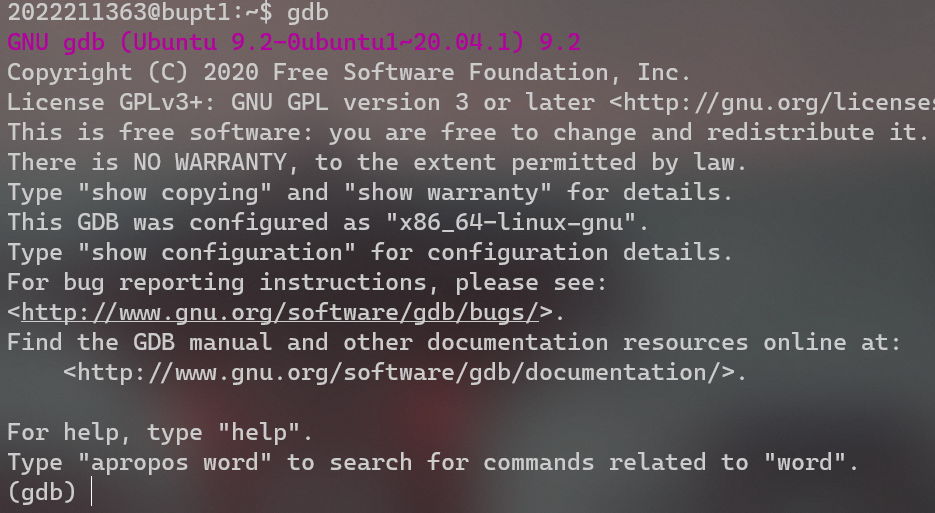 2022211363@bupt1:~$ gdb
GNU gdb (Ubuntu 9.2-0ubuntu1~20.04.1) 9.2
Copyright (C) 2020 Free Software Foundation, Inc.
License GPLv3+: GNU GPL version 3 or later <http://gnu.org/licenses
This is free software: you are free to change and redistribute it.
There is NO WARRANTY, to the extent permitted by law.
Type "show copying" and "show warranty" for details.
This GDB was configured as "x86_64-linux-gnu".
Type "show configuration" for configuration details.
For bug reporting instructions, please see:
<http://www.gnu.org/software/gdb/bugs/>.
Find the GDB manual and other documentation resources online at:
    <http://www.gnu.org/software/gdb/documentation/>.

For help, type "help".
Type "apropos word" to search for commands related to "word".
(gdb)